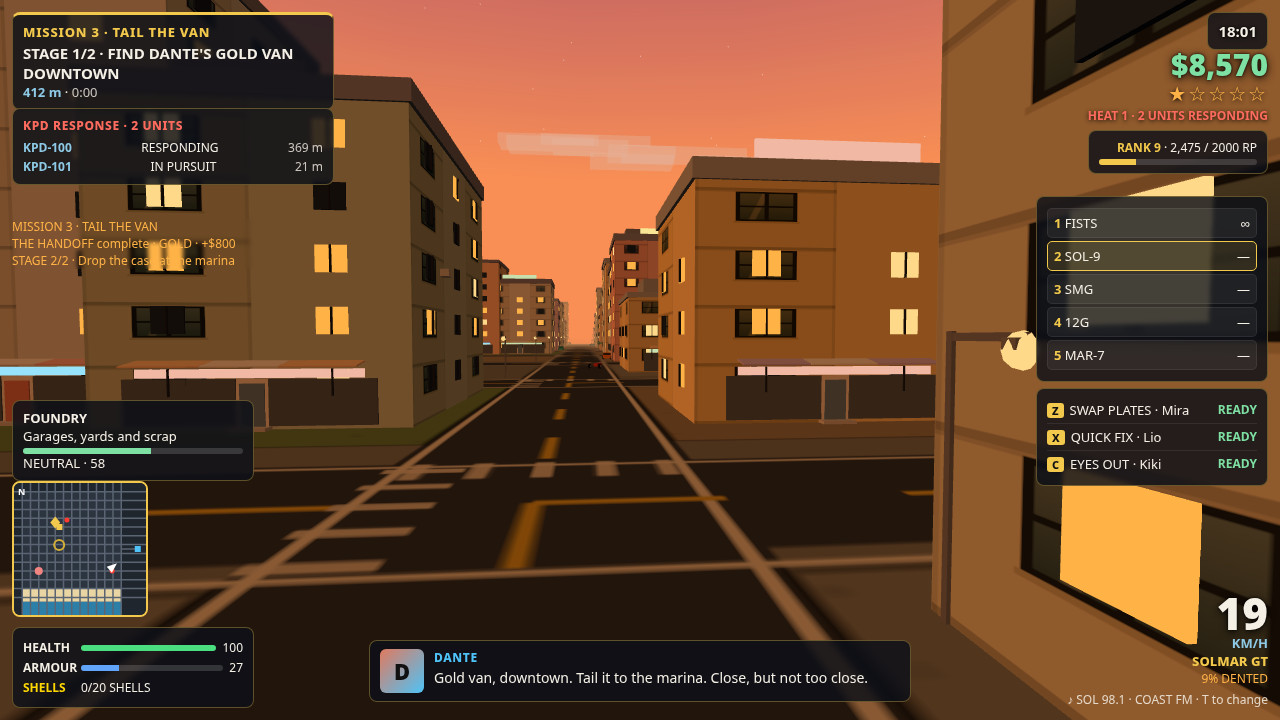 MISSION 3 · TAIL THE VAN
STAGE 1/2 · FIND DANTE'S GOLD VAN
DOWNTOWN
412 m · 0:00
KPD RESPONSE · 2 UNITS
KPD-100 RESPONDING 369 m
KPD-101 IN PURSUIT 21 m
MISSION 3 · TAIL THE VAN
THE HANDOFF complete · GOLD · +$800
STAGE 2/2 · Drop the case at the marina
FOUNDRY
Garages, yards and scrap
NEUTRAL · 58
N
HEALTH 100
ARMOUR 27
SHELLS 0/20 SHELLS
D
DANTE
Gold van, downtown. Tail it to the marina. Close, but not too close.
18:01
$8,570
★☆☆☆☆
HEAT 1 · 2 UNITS RESPONDING
RANK 9 · 2,475 / 2000 RP
1 FISTS ∞
2 SOL-9 —
3 SMG —
4 12G —
5 MAR-7 —
Z SWAP PLATES · Mira READY
X QUICK FIX · Lio READY
C EYES OUT · Kiki READY
19
KM/H
SOLMAR GT
9% DENTED
♪ SOL 98.1 · COAST FM · T to change